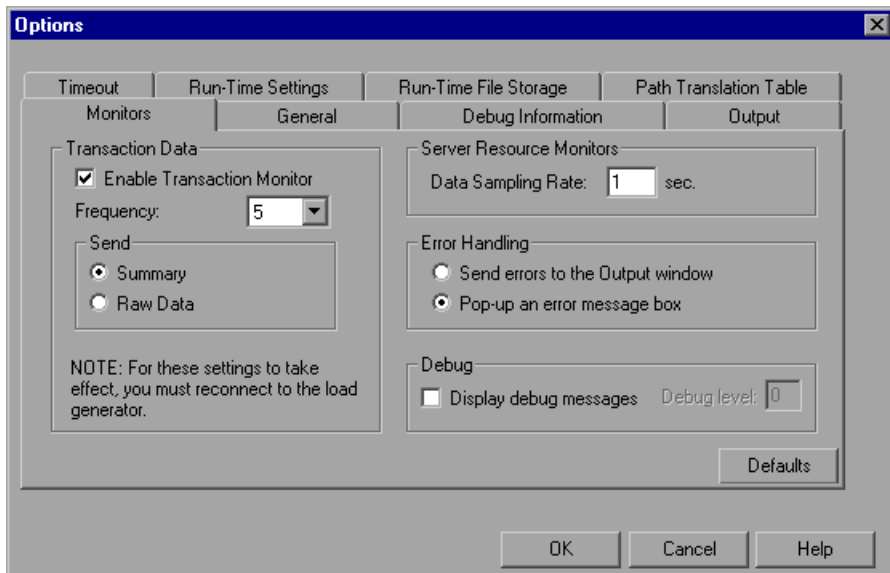 Options
Timeout
Run-Time Settings
Run-Time File Storage
Path Translation Table
Monitors
General
Debug Information
Output
Transaction Data
Enable Transaction Monitor
Frequency:
5
Send
Summary
Raw Data
NOTE: For these settings to take
effect, you must reconnect to the load
generator.
Server Resource Monitors
Data Sampling Rate: 1 sec.
Error Handling
Send errors to the Output window
Pop-up an error message box
Debug
Display debug messages
Debug level: 0
Defaults
OK
Cancel
Help